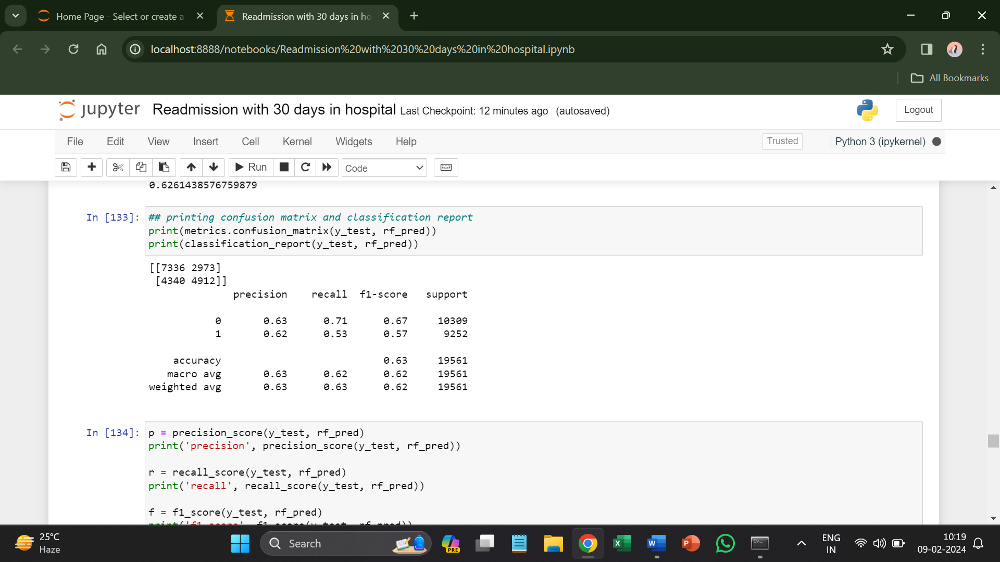 Home Page - Select or create a
Readmission with 30 days in ho
localhost:8888/notebooks/Readmission%20with%2030%20days%20in%20hospital.ipynb
All Bookmarks
jupyter Readmission with 30 days in hospital Last Checkpoint: 12 minutes ago (autosaved)
Logout
File Edit View Insert Cell Kernel Widgets Help
Trusted Python 3 (ipykernel)
Run Code
0.6261438576759879
In [133]: ## printing confusion matrix and classification report
print(metrics.confusion_matrix(y_test, rf_pred))
print(classification_report(y_test, rf_pred))
[[7336 2973]
[4340 4912]]
precision recall f1-score support
0 0.63 0.71 0.67 10309
1 0.62 0.53 0.57 9252
accuracy 0.63 19561
macro avg 0.63 0.62 0.62 19561
weighted avg 0.63 0.63 0.62 19561
In [134]: p = precision_score(y_test, rf_pred)
print('precision', precision_score(y_test, rf_pred))
r = recall_score(y_test, rf_pred)
print('recall', recall_score(y_test, rf_pred))
f = f1_score(y_test, rf_pred)
25°C
Haze
Search
PRE
ENG
IN
10:19
09-02-2024